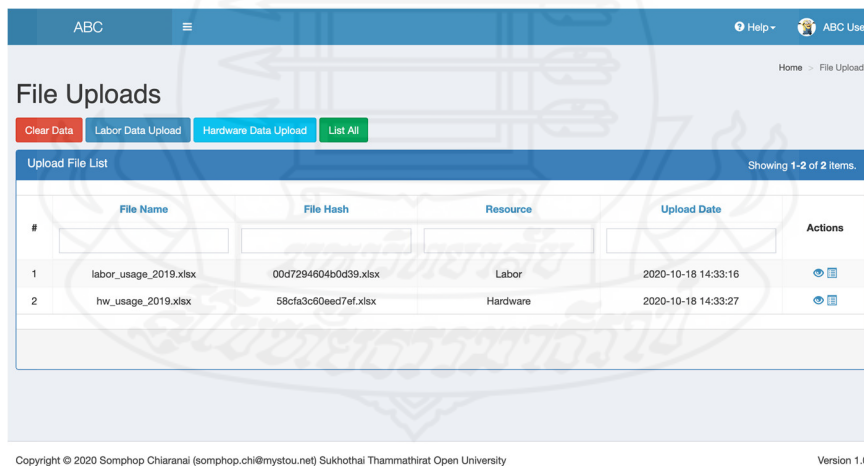 ABC
Help
ABC Use
Home > File Upload
File Uploads
Clear Data
Labor Data Upload
Hardware Data Upload
List All
Upload File List
Showing 1-2 of 2 items.
# File Name File Hash Resource Upload Date Actions
1 labor_usage_2019.xlsx 00d7294604b0d39.xlsx Labor 2020-10-18 14:33:16
2 hw_usage_2019.xlsx 58cfa3c60eed7ef.xlsx Hardware 2020-10-18 14:33:27
Copyright © 2020 Somphop Chiaranai (somphop.chi@mystou.net) Sukhothai Thammathirat Open University
Version 1.